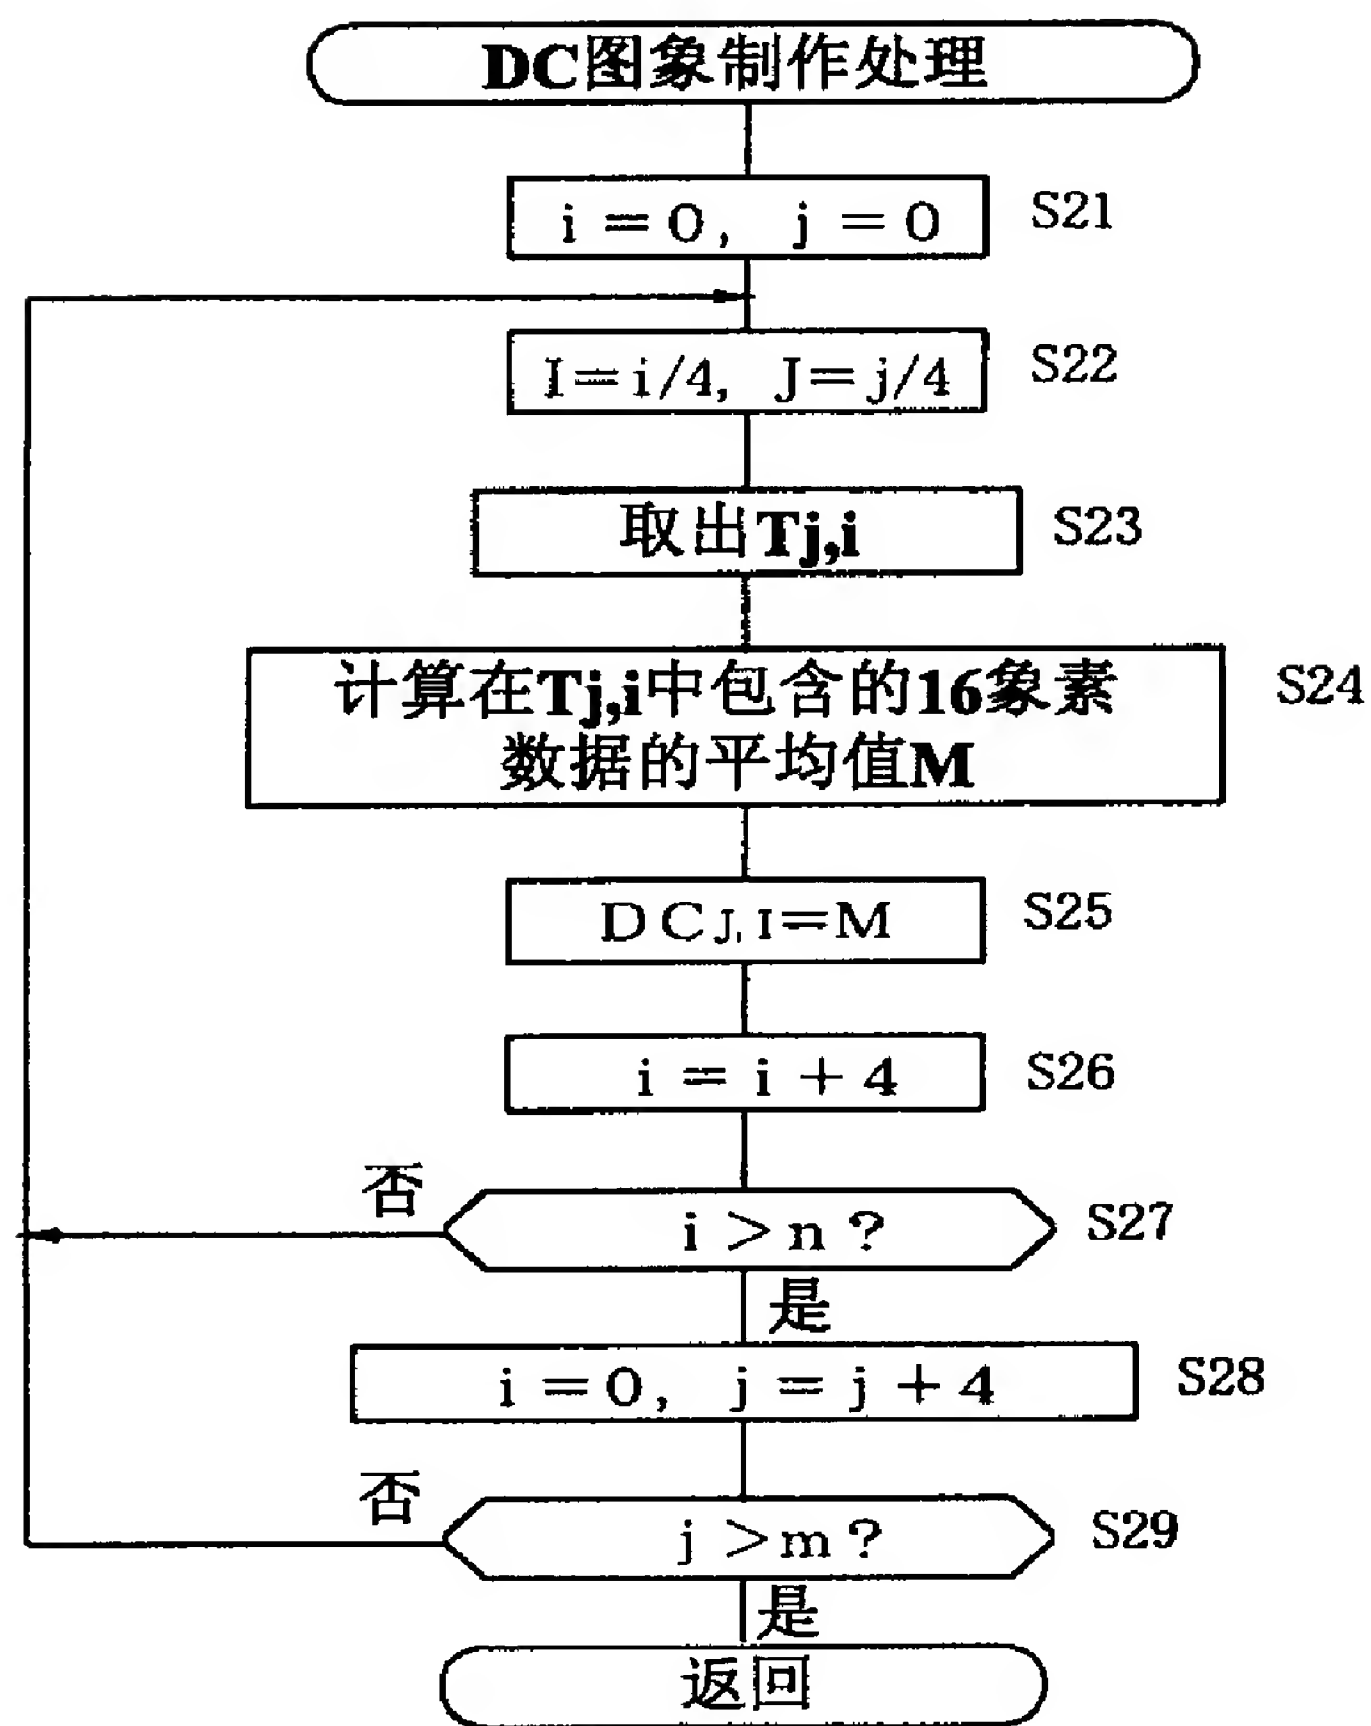 DC图象制作处理
i=0, j=0 S21
I=i/4, J=j/4 S22
取出Tj,i S23
计算在Tj,i中包含的16象素 S24
数据的平均值M
DCJ,I=M S25
i=i+4 S26
否
i>n? S27
是
i=0, j=j+4 S28
否
j>m? S29
是
返回